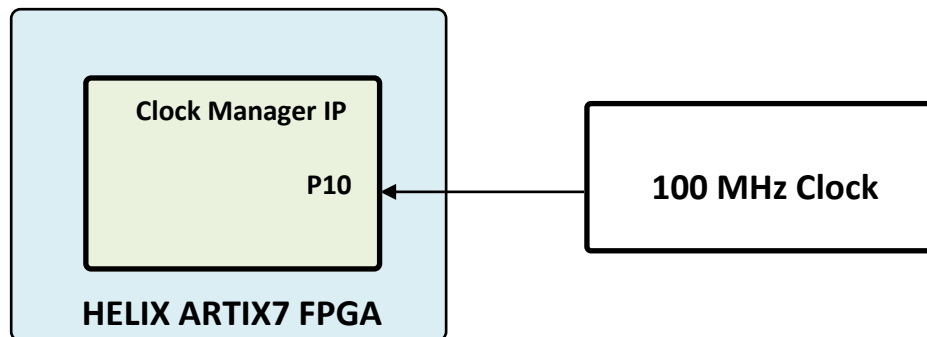 Clock Manager IP
P10
100 MHz Clock
HELIX ARTIX7 FPGA